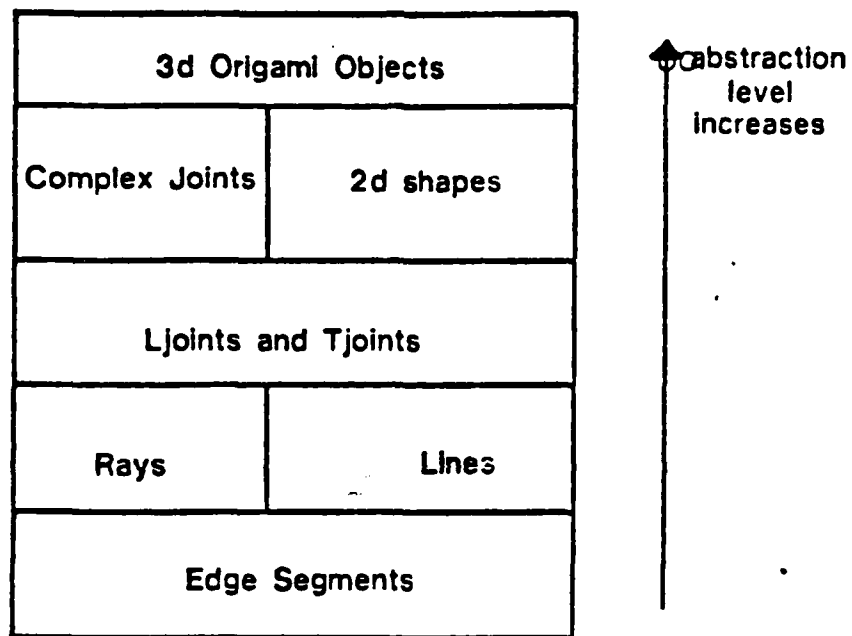 3d Origami Objects
abstraction
level
increases
Complex Joints
2d shapes
Ljoints and Tjoints
Rays
Lines
Edge Segments